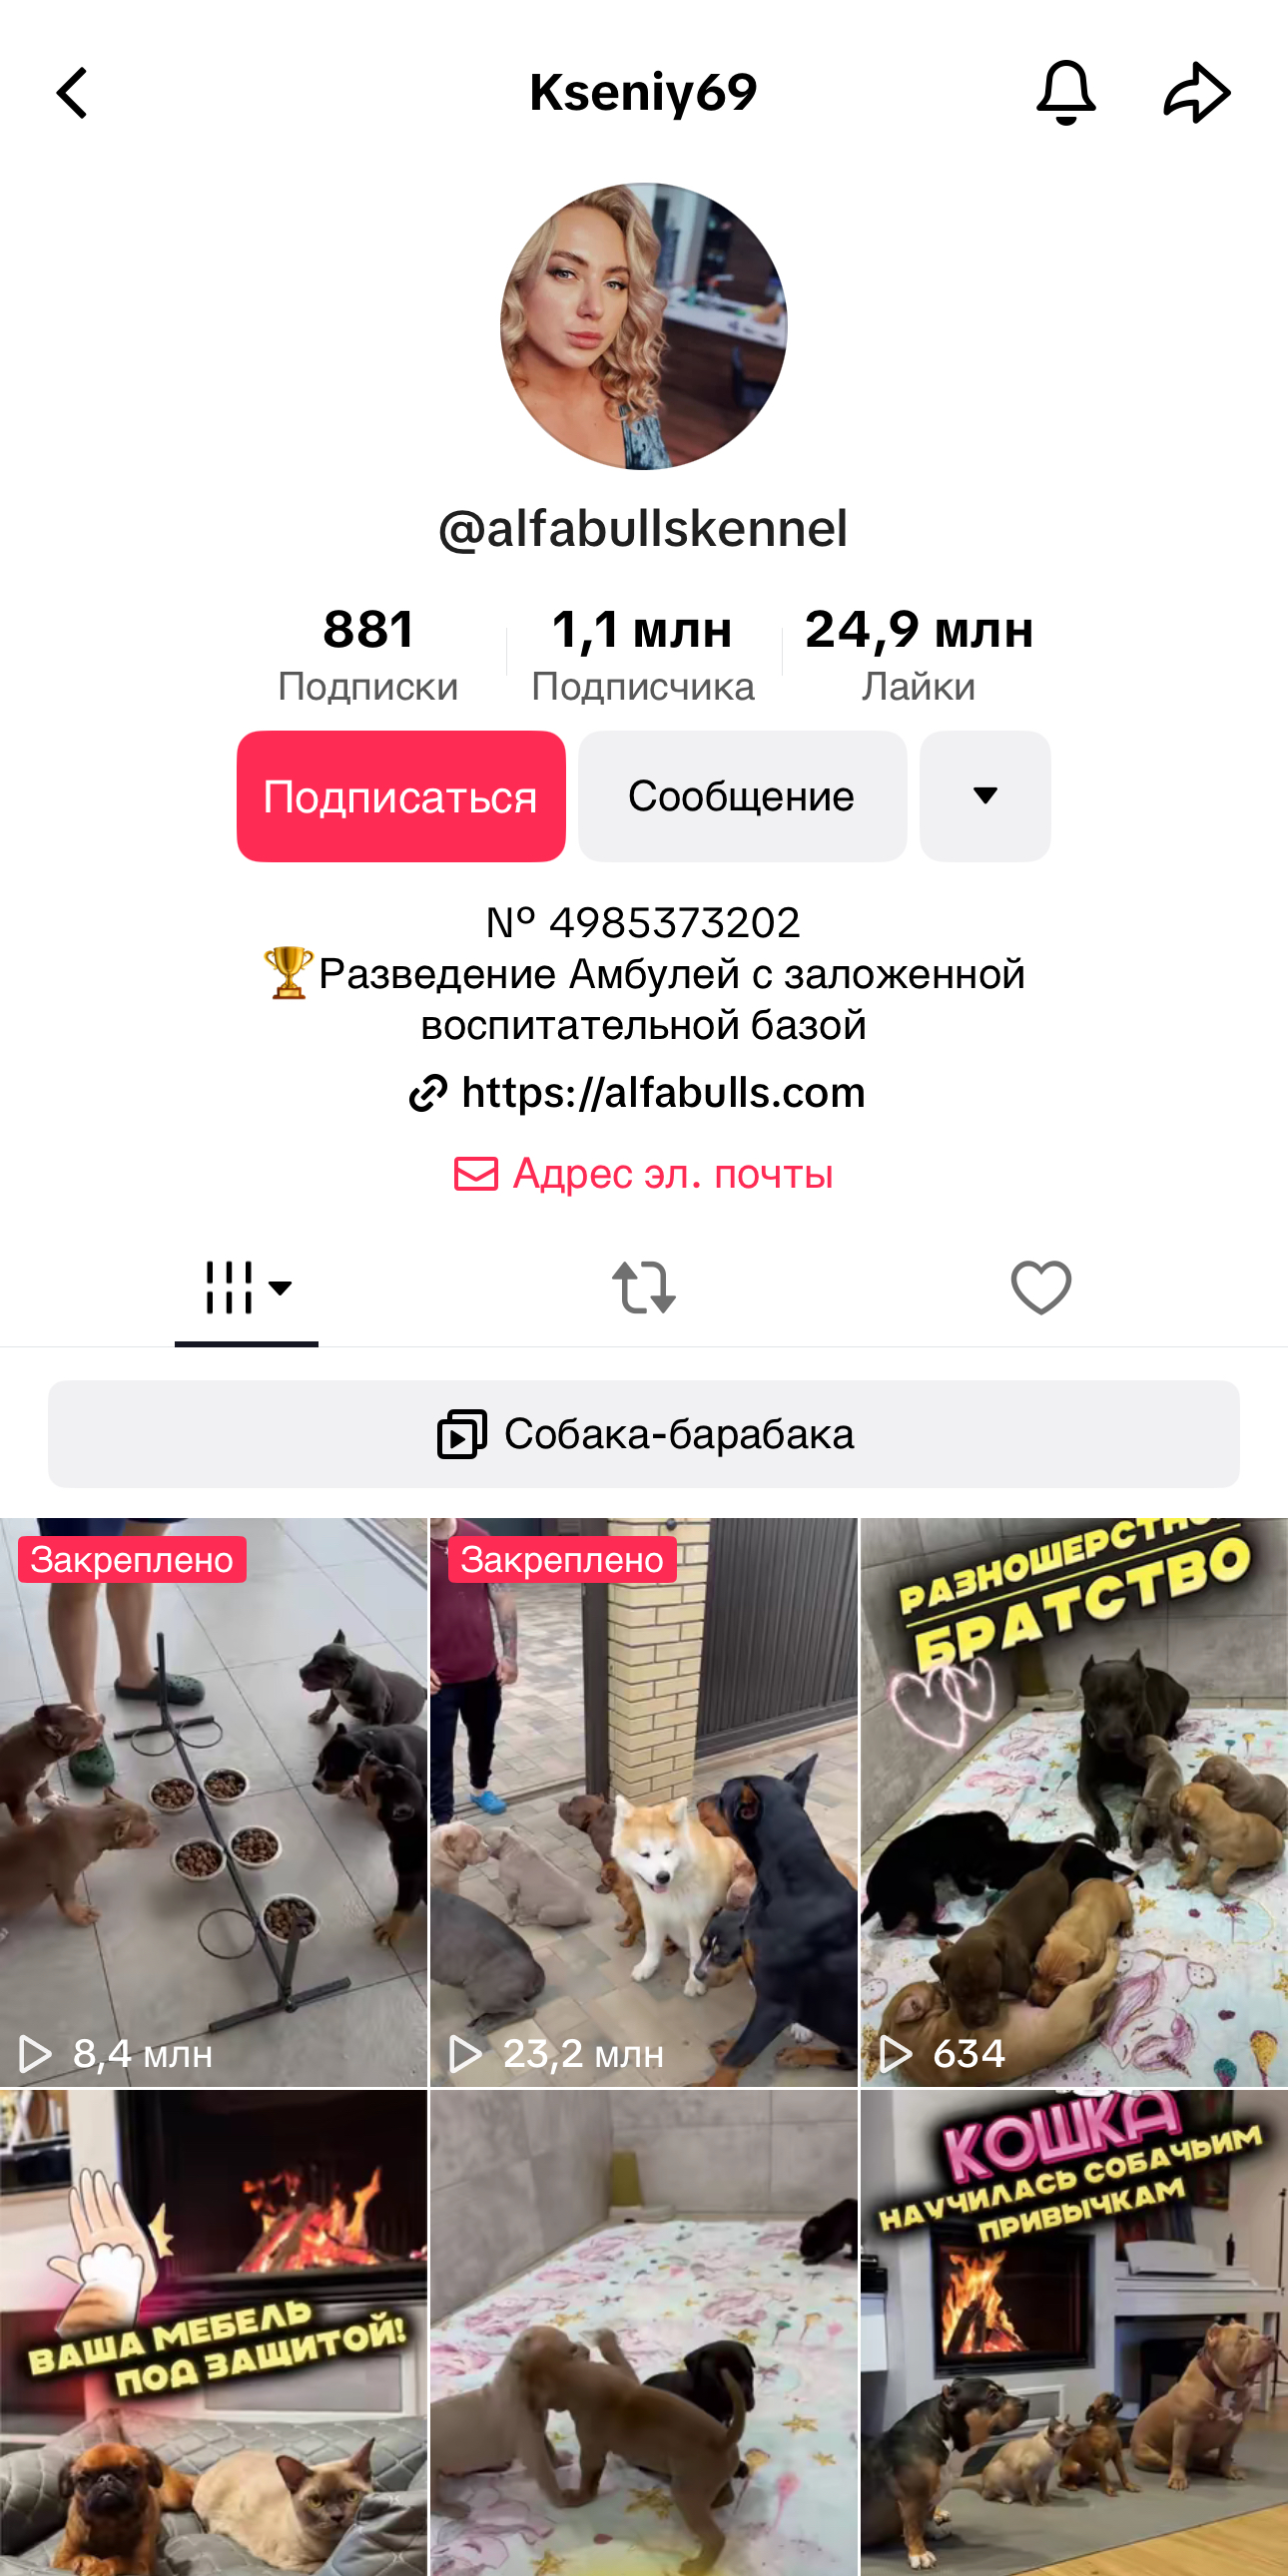 Kseniy69
@alfabullskennel
881
Подписки
1,1 млн
Подписчика
24,9 млн
Лайки
Подписаться
Сообщение
Nº 4985373202
🏆Разведение Амбулей с заложенной
воспитательной базой
https://alfabulls.com
Адрес эл. почты
Собака-барабака
Закреплено
8,4 млн
Закреплено
23,2 млн
БРАТСТВО
634
ВАША МЕБЕЛЬ
ПОД ЗАЩИТОЙ!
КОШКА
НАУЧИЛАСЬ СОБАЧЬИМ
ПРИВЫЧКАМ